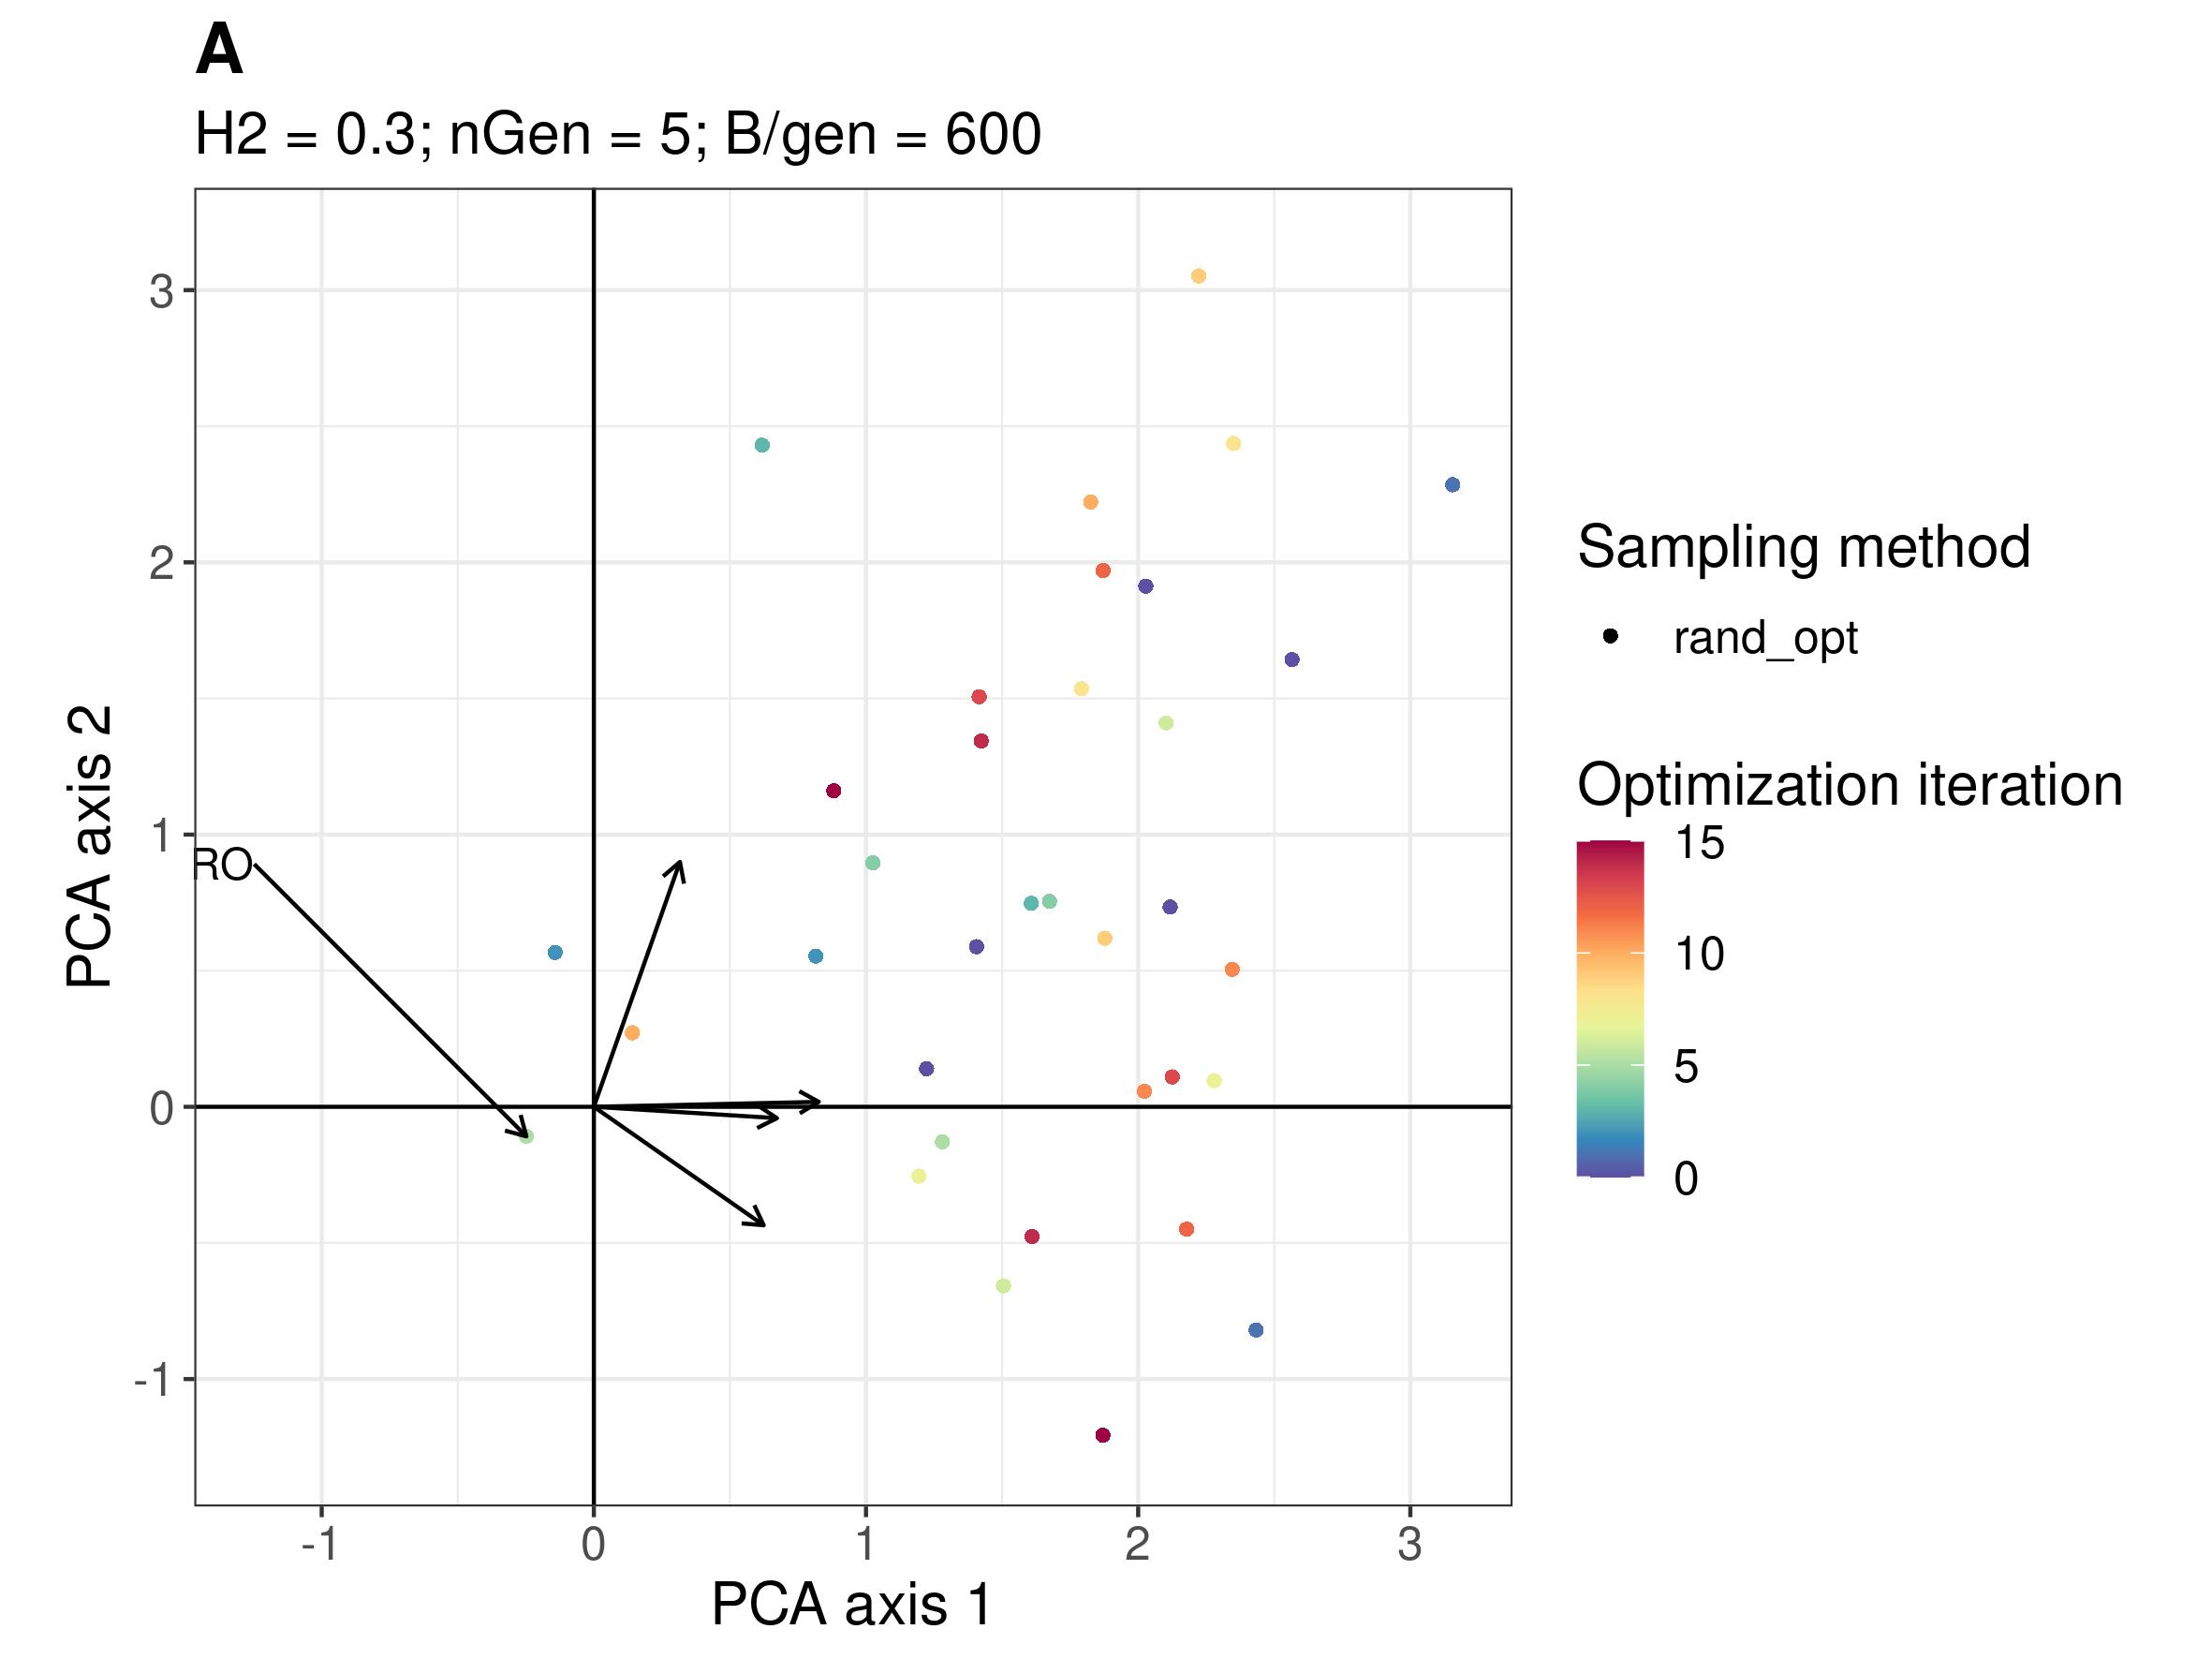 A
H2 = 0.3; nGen = 5; B/gen = 600
3
2
1
0
-1
PCA axis 2
RO
-1
0
1
2
3
PCA axis 1
Sampling method
rand_opt
Optimization iteration
15
10
5
0